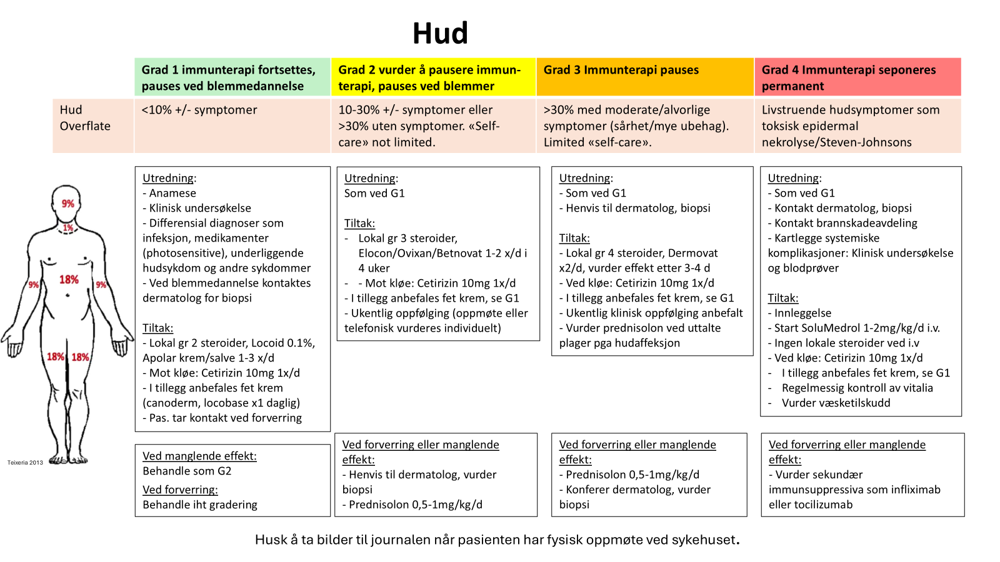 Hud
Grad 1 immunterapi fortsettes,
pauses ved blemmedannelse
Grad 2 vurder å pausere immun-
terapi, pauses ved blemmer
Grad 3 Immunterapi pauses
Grad 4 Immunterapi seponeres
permanent
Hud
Overflate
<10% +/- symptomer
10-30% +/- symptomer eller
>30% uten symptomer. «Self-
care» not limited.
>30% med moderate/alvorlige
symptomer (sårhet/mye ubehag).
Limited «self-care».
Livstruende hudsymptomer som
toksisk epidermal
nekrolyse/Steven-Johnsons
9%
1%
18%
9%
9%
18%
18%
Teixeria 2013
Utredning:
- Anamese
- Klinisk undersøkelse
- Differensial diagnoser som
infeksjon, medikamenter
(photosensitive), underliggende
hudsykdom og andre sykdommer
- Ved blemmedannelse kontaktes
dermatolog for biopsi
Tiltak:
- Lokal gr 2 steroider, Locoid 0.1%,
Apolar krem/salve 1-3 x/d
- Mot kløe: Cetirizin 10mg 1x/d
- I tillegg anbefales fet krem
(canoderm, locobase x1 daglig)
- Pas. tar kontakt ved forverring
Ved manglende effekt:
Behandle som G2
Ved forverring:
Behandle iht gradering
Utredning:
Som ved G1
Tiltak:
- Lokal gr 3 steroider,
Elocon/Ovixan/Betnovat 1-2 x/d i
4 uker
- - Mot kløe: Cetirizin 10mg 1x/d
- I tillegg anbefales fet krem, se G1
- Ukentlig oppfølging (oppmøte eller
telefonisk vurderes individuelt)
Ved forverring eller manglende
effekt:
- Henvis til dermatolog, vurder
biopsi
- Prednisolon 0,5-1mg/kg/d
Utredning:
- Som ved G1
- Henvis til dermatolog, biopsi
Tiltak:
- Lokal gr 4 steroider, Dermovat
x2/d, vurder effekt etter 3-4 d
- Ved kløe: Cetirizin 10mg 1x/d
- I tillegg anbefales fet krem, se G1
- Ukentlig klinisk oppfølging anbefalt
- Vurder prednisolon ved uttalte
plager pga hudaffeksjon
Ved forverring eller manglende
effekt:
- Prednisolon 0,5-1mg/kg/d
- Konferer dermatolog, vurder
biopsi
Utredning:
- Som ved G1
- Kontakt dermatolog, biopsi
- Kontakt brannskadeavdeling
- Kartlegge systemiske
komplikasjoner: Klinisk undersøkelse
og blodprøver
Tiltak:
- Innleggelse
- Start SoluMedrol 1-2mg/kg/d i.v.
- Ingen lokale steroider ved i.v
- Ved kløe: Cetirizin 10mg 1x/d
- I tillegg anbefales fet krem, se G1
- Regelmessig kontroll av vitalia
- Vurder væsketilskudd
Ved forverring eller manglende
effekt:
- Vurder sekundær
immunsuppressiva som infliximab
eller tocilizumab
Husk å ta bilder til journalen når pasienten har fysisk oppmøte ved sykehuset.